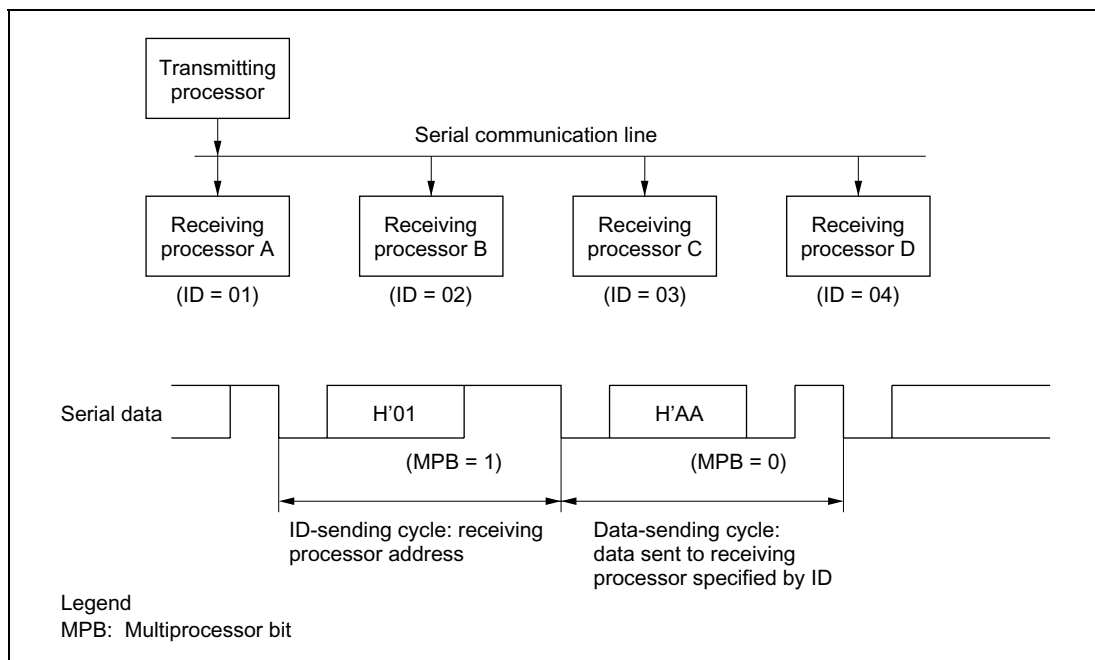 Transmitting
processor
Serial communication line
Receiving
processor A
Receiving
processor B
Receiving
processor C
Receiving
processor D
(ID = 01)
(ID = 02)
(ID = 03)
(ID = 04)
Serial data
H'01
H'AA
(MPB = 1)
(MPB = 0)
ID-sending cycle: receiving
processor address
Data-sending cycle:
data sent to receiving
processor specified by ID
Legend
MPB: Multiprocessor bit